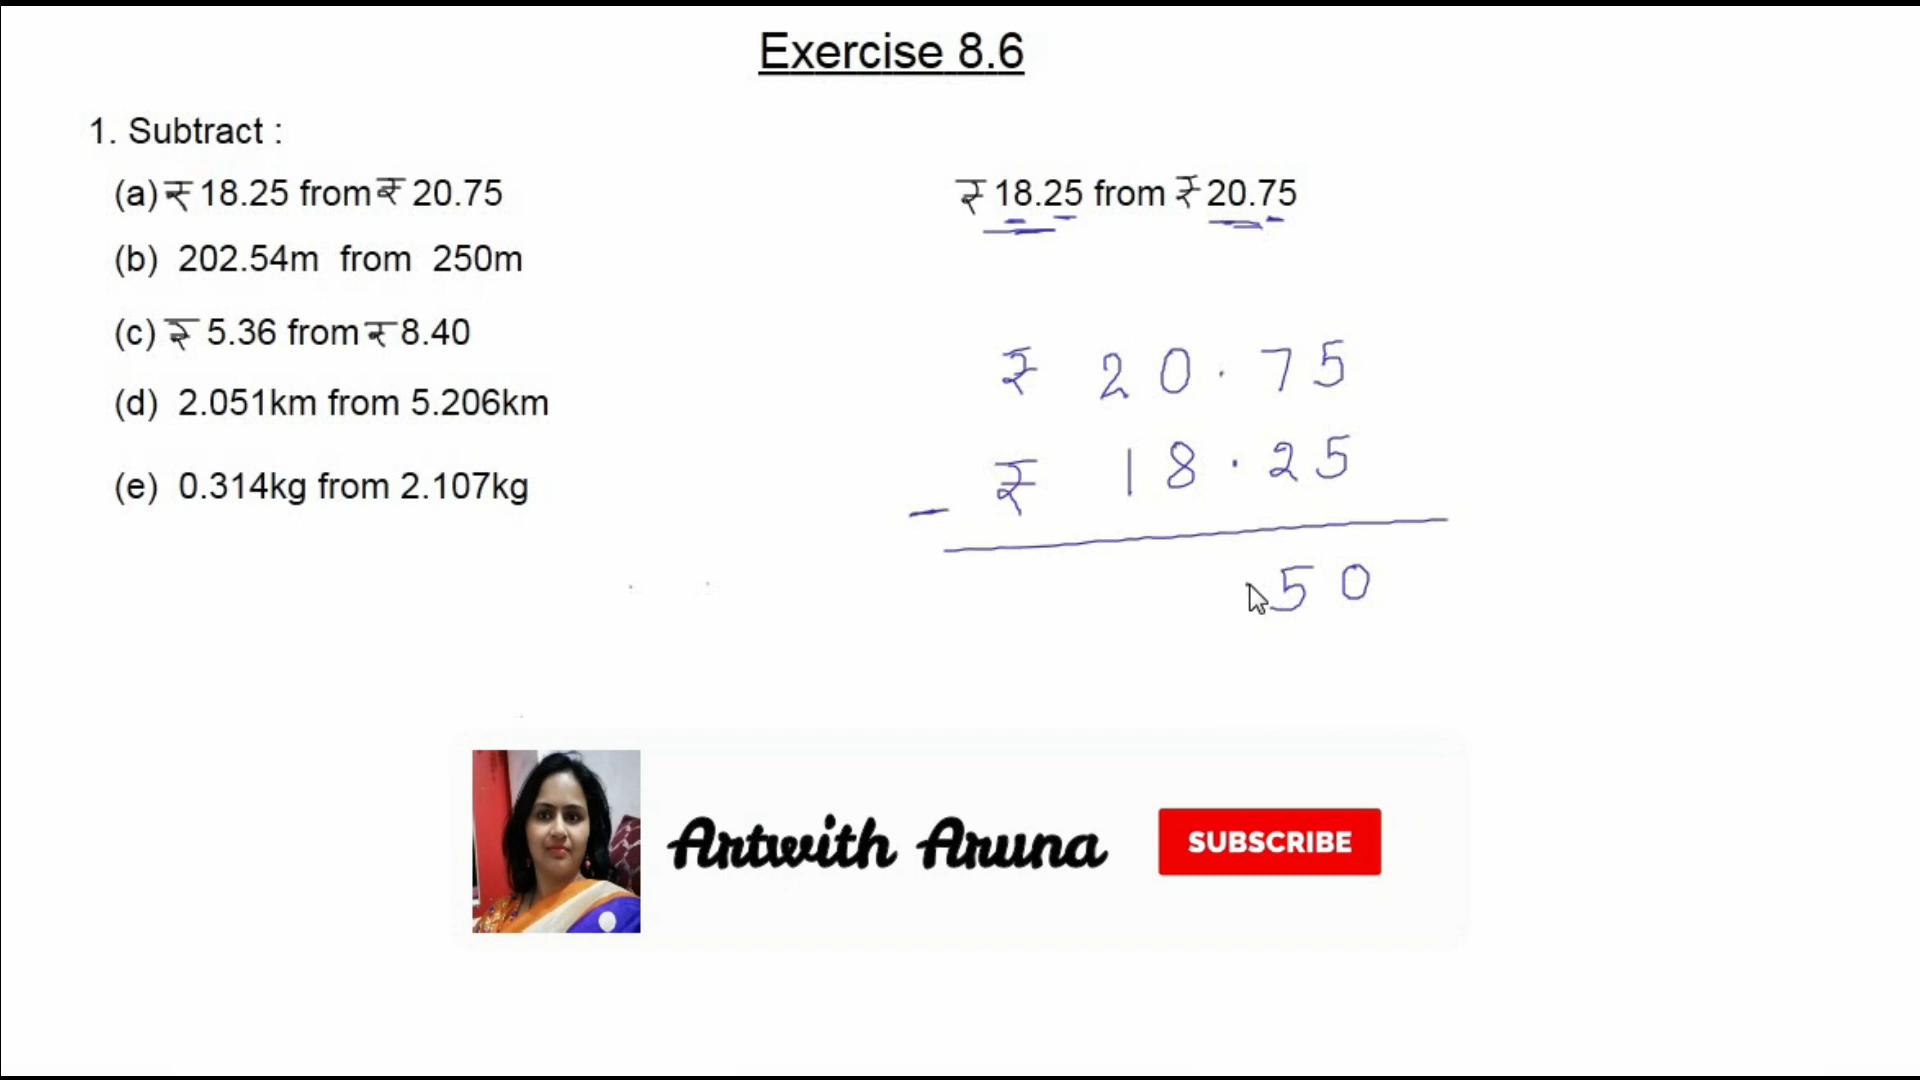 Exercise 8.6
1. Subtract :
(a) ₹ 18.25 from ₹ 20.75
(b) 202.54m from 250m
(c) ₹ 5.36 from ₹ 8.40
(d) 2.051km from 5.206km
(e) 0.314kg from 2.107kg
₹ 18.25 from ₹ 20.75
₹ 20.75
- ₹ 18.25
50
Artwith Aruna
SUBSCRIBE